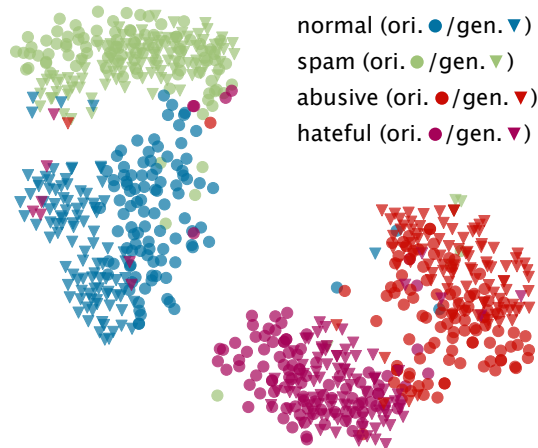 normal (ori. ●/gen. ▼)
spam (ori. ●/gen. ▼)
abusive (ori. ●/gen. ▼)
hateful (ori. ●/gen. ▼)